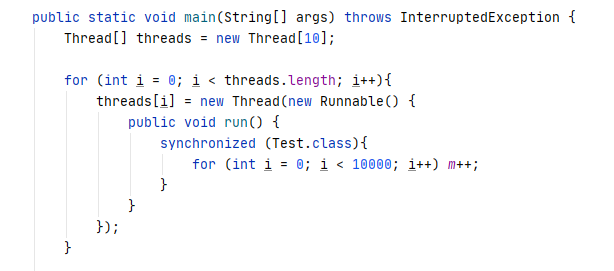 public static void main(String[] args) throws InterruptedException {
    Thread[] threads = new Thread[10];

    for (int i = 0; i < threads.length; i++){
        threads[i] = new Thread(new Runnable() {
            public void run() {
                synchronized (Test.class){
                    for (int i = 0; i < 10000; i++) m++;
                }
            }
        });
    }